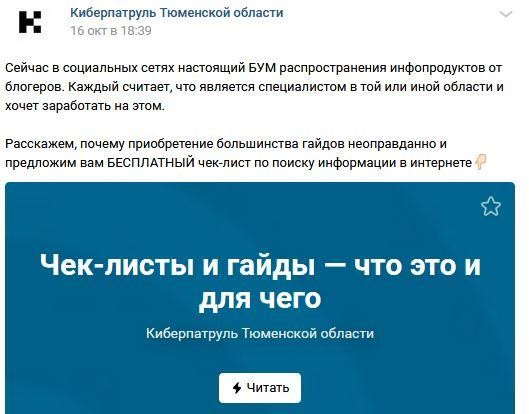 Киберпатруль Тюменской области
16 окт в 18:39
Сейчас в социальных сетях настоящий БУМ распространения инфопродуктов от
блогеров. Каждый считает, что является специалистом в той или иной области и
хочет заработать на этом.
Расскажем, почему приобретение большинства гайдов неоправданно и
предложим вам БЕСПЛАТНЫЙ чек-лист по поиску информации в интернете👇🏻
Чек-листы и гайды — что это и
для чего
Киберпатруль Тюменской области
Читать